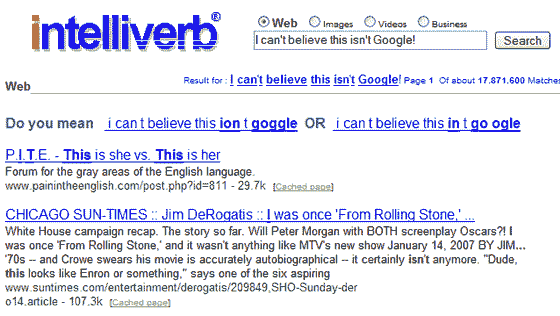 intelliverb®
Web Images Videos Business
I can't believe this isn't Google! Search
Web Result for : I can't believe this isn't Google! Page 1 Of about 17.871.600 Matches
Do you mean i can t believe this ion t goggle OR i can t believe this in t go ogle
P.I.T.E. - This is she vs. This is her
Forum for the gray areas of the English language.
www.painintheenglish.com/post.php?id=811 - 29.7k [Cached page]
CHICAGO SUN-TIMES :: Jim DeRogatis :: I was once 'From Rolling Stone,' ...
White House campaign recap. The story so far. Will Peter Morgan with BOTH screenplay Oscars?! I
was once 'From Rolling Stone,' and it wasn't anything like MTV's new show January 14, 2007 BY JIM...
'70s -- and Crowe swears his movie is accurately autobiographical -- it certainly isn't anymore. "Dude,
this looks like Enron or something," says one of the six aspiring
www.suntimes.com/entertainment/derogatis/209849,SHO-Sunday-der
o14.article - 107.3k [Cached page]